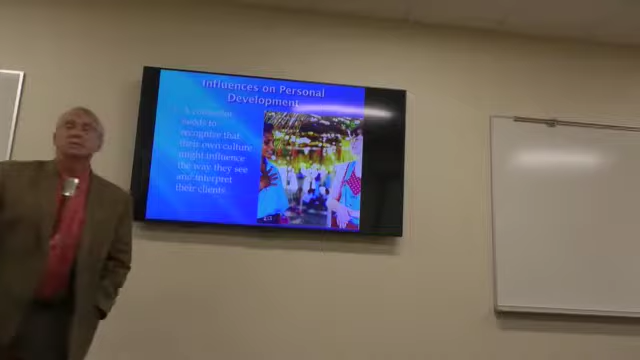 Influences on Personal
Development
A counselor
needs to
recognize that
their own culture
might influence
the way they see
and interpret
their clients